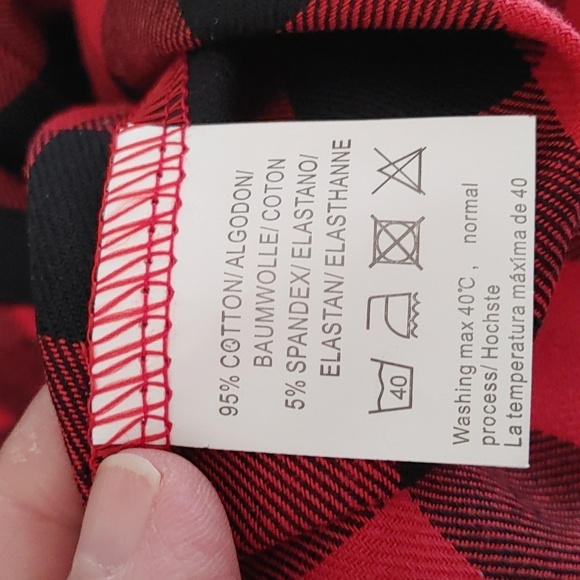 95% COTTON/ALGODON/
BAUMWOLLE/ COTON
5% SPANDEX/ ELASTANO/
ELASTAN/ ELASTHANNE
40
Washing max 40℃ , normal
process/ Hochste
La temperatura máxíma de 40